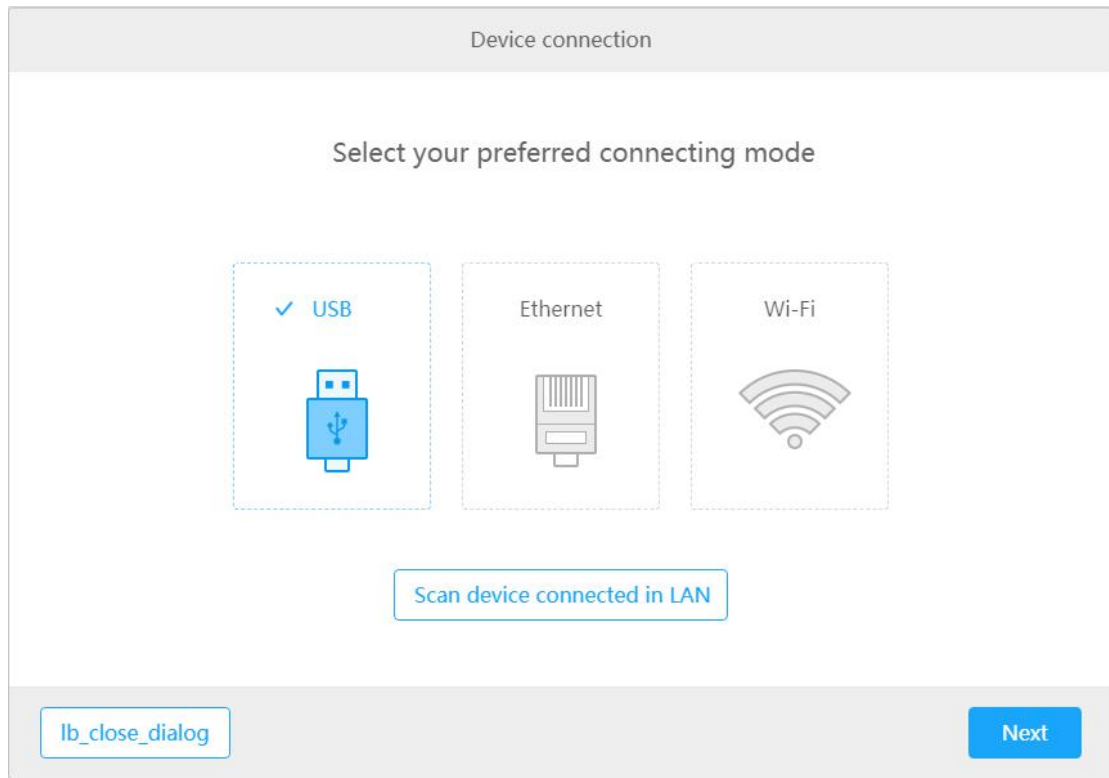 Device connection
Select your preferred connecting mode
USB
Ethernet
Wi-Fi
Scan device connected in LAN
lb_close_dialog
Next